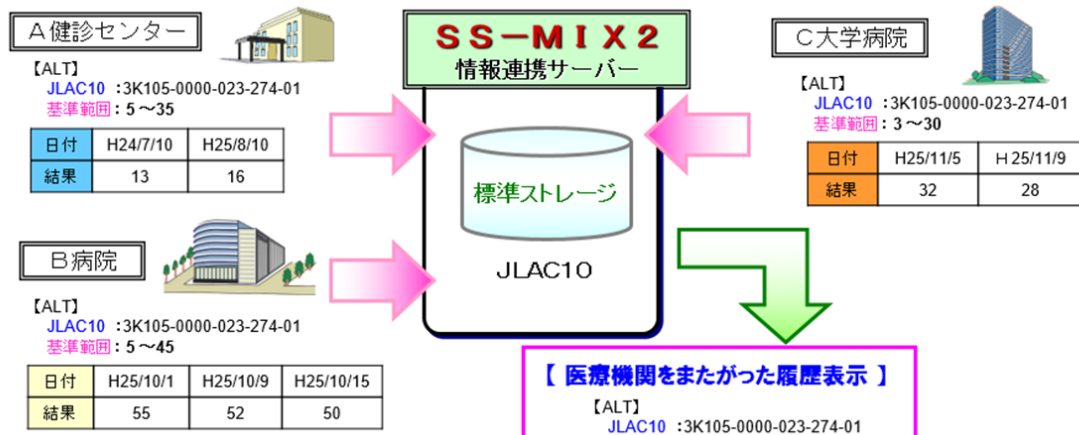 A健診センター
【ALT】
JLAC10 :3K105-0000-023-274-01
基準範囲：5～35
日付 H24/7/10 H25/8/10
結果 13 16
B病院
【ALT】
JLAC10 :3K105-0000-023-274-01
基準範囲：5～45
日付 H25/10/1 H25/10/9 H25/10/15
結果 55 52 50
SS－MIX2
情報連携サーバー
標準ストレージ
JLAC10
C大学病院
【ALT】
JLAC10 :3K105-0000-023-274-01
基準範囲：3～30
日付 H25/11/5 H25/11/9
結果 32 28
【 医療機関をまたがった履歴表示 】
【ALT】
JLAC10 :3K105-0000-023-274-01